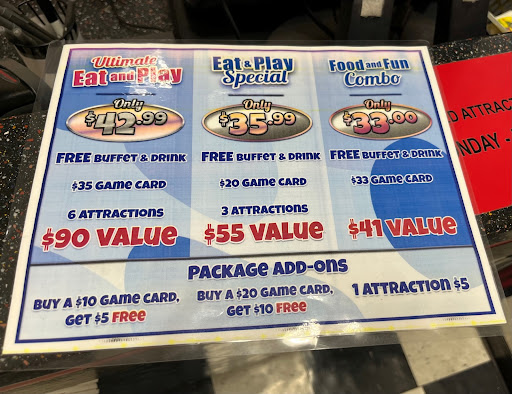 Ultimate
Eat and Play
Only
$42.99
FREE BUFFET & DRINK
$35 GAME CARD
6 ATTRACTIONS
$90 VALUE
Eat & Play
Special
Only
$35.99
FREE BUFFET & DRINK
$20 GAME CARD
3 ATTRACTIONS
$55 VALUE
Food and Fun
Combo
Only
$33.00
FREE BUFFET & DRINK
$33 GAME CARD
$41 VALUE
PACKAGE ADD-ONS
BUY A $10 GAME CARD,
GET $5 FREE
BUY A $20 GAME CARD,
GET $10 FREE
1 ATTRACTION $5
D ATTRACT
NDAY -